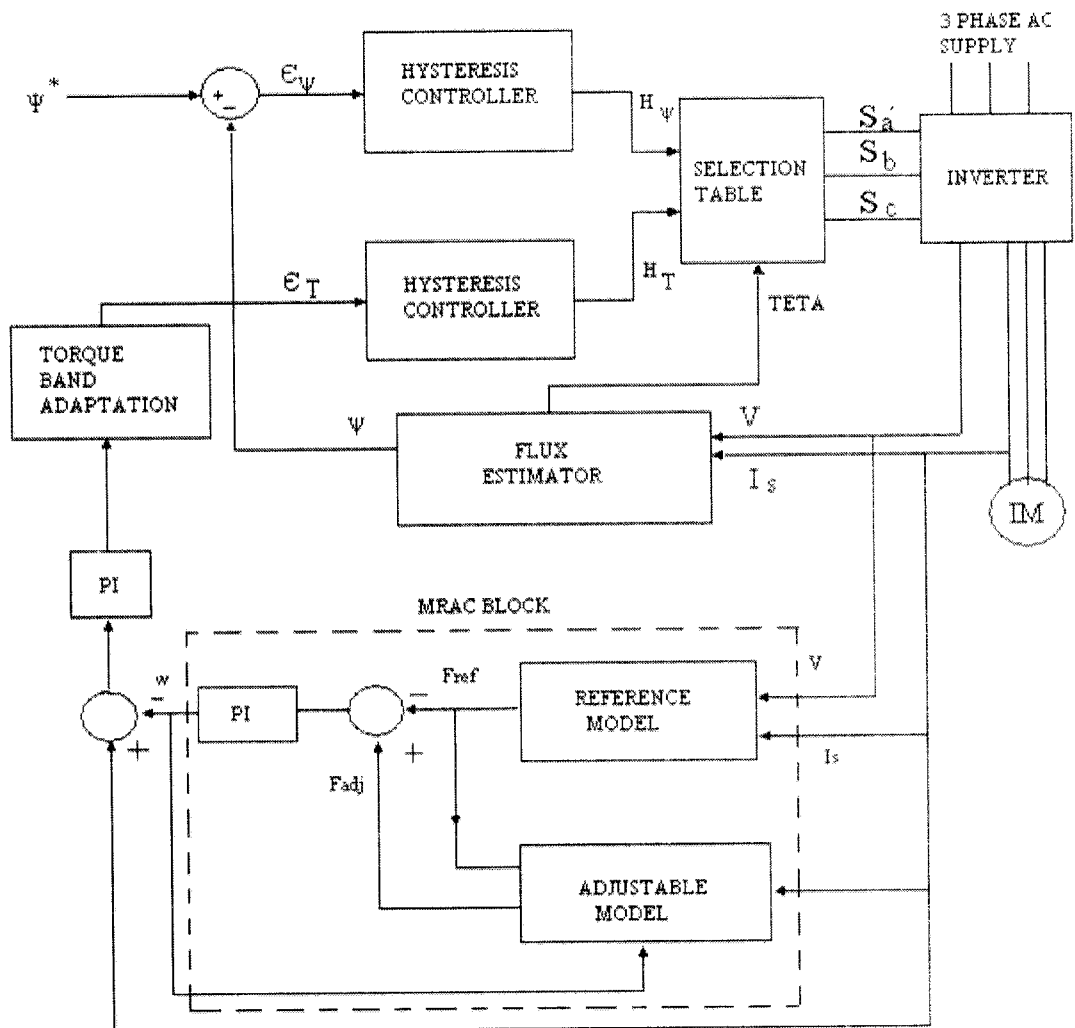 3 PHASE AC
SUPPLY
Ψ*
+
-
ϵΨ
HYSTERESIS
CONTROLLER
HΨ
SELECTION
TABLE
Sa'
Sb
Sc
INVERTER
ϵT
HYSTERESIS
CONTROLLER
HT
TETA
TORQUE
BAND
ADAPTATION
Ψ
FLUX
ESTIMATOR
V
Is
IM
PI
MRAC BLOCK
w
-
+
PI
-
+
Fref
REFERENCE
MODEL
V
Is
Fadj
ADJUSTABLE
MODEL